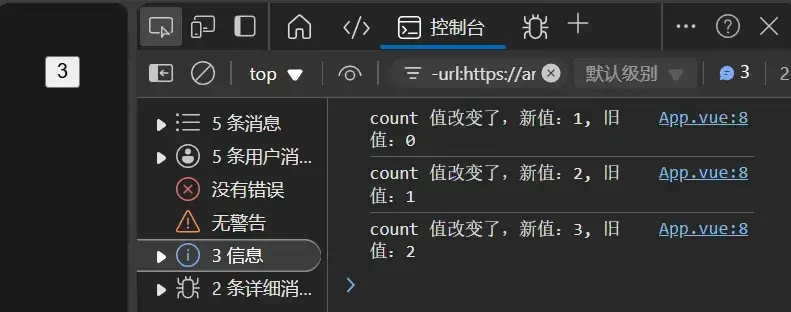 3
控制台
top
-url:https://ar
默认级别
3
2
5 条消息
5 条用户消...
没有错误
无警告
3 信息
2 条详细消...
count 值改变了，新值：1, 旧 App.vue:8
值：0
count 值改变了，新值：2, 旧 App.vue:8
值：1
count 值改变了，新值：3, 旧 App.vue:8
值：2